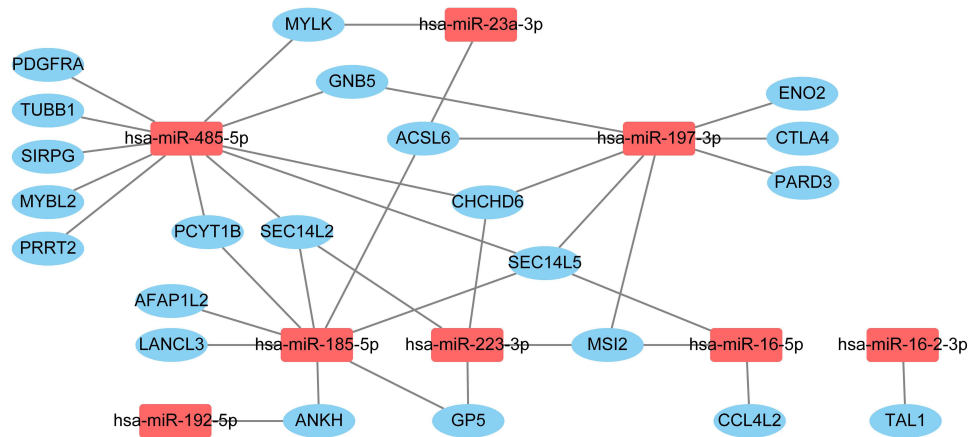 MYLK
hsa-miR-23a-3p
PDGFRA
GNB5
ENO2
TUBB1
hsa-miR-485-5p
ACSL6
hsa-miR-197-3p
CTLA4
SIRPG
MYBL2
CHCHD6
PARD3
PRRT2
PCYT1B
SEC14L2
SEC14L5
AFAP1L2
LANCL3
hsa-miR-185-5p
hsa-miR-223-3p
MSI2
hsa-miR-16-5p
hsa-miR-16-2-3p
hsa-miR-192-5p
ANKH
GP5
CCL4L2
TAL1